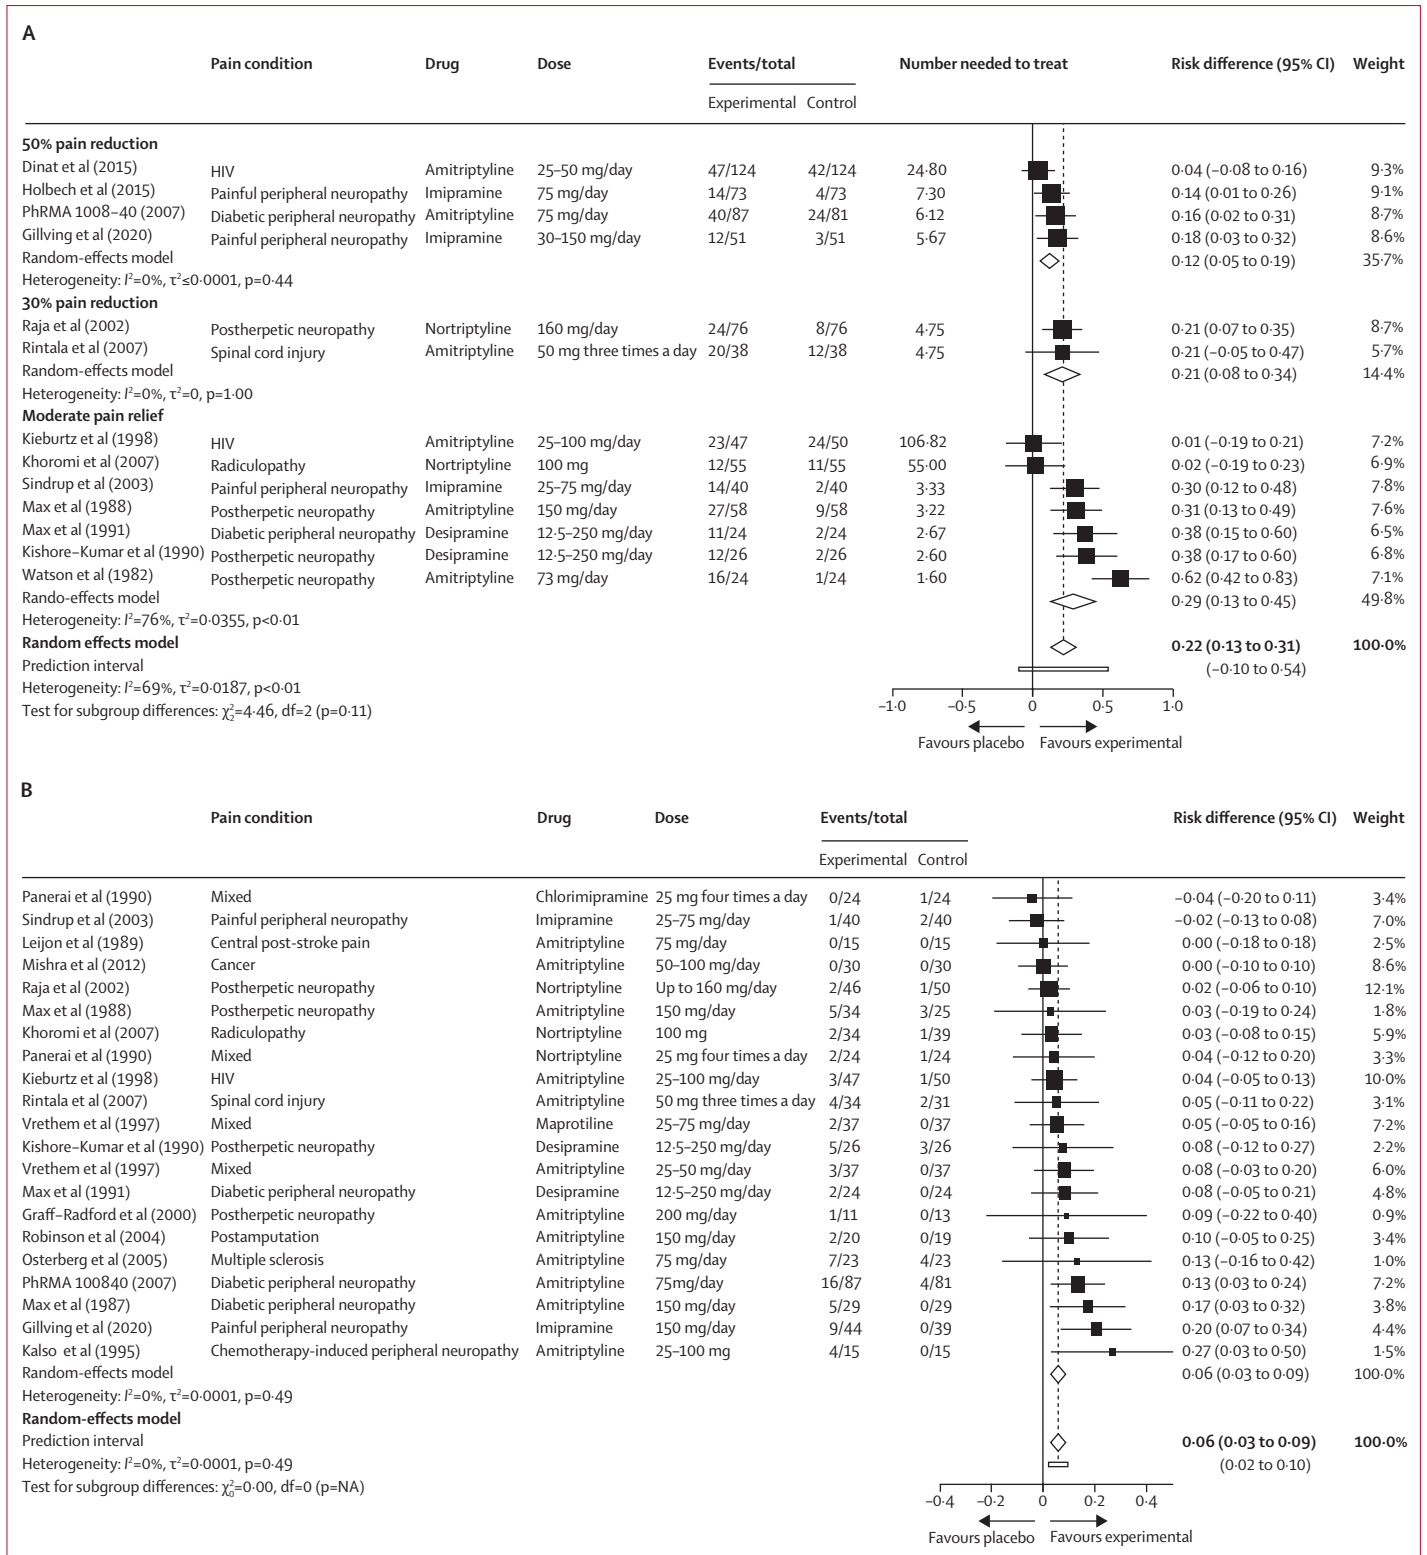 A
Pain condition Drug Dose Events/total Number needed to treat Risk difference (95% CI) Weight
Experimental Control
50% pain reduction
Dinat et al (2015) HIV Amitriptyline 25–50 mg/day 47/124 42/124 24·80 0·04 (–0·08 to 0·16) 9·3%
Holbech et al (2015) Painful peripheral neuropathy Imipramine 75 mg/day 14/73 4/73 7·30 0·14 (0·01 to 0·26) 9·1%
PhRMA 1008–40 (2007) Diabetic peripheral neuropathy Amitriptyline 75 mg/day 40/87 24/81 6·12 0·16 (0·02 to 0·31) 8·7%
Gillving et al (2020) Painful peripheral neuropathy Imipramine 30–150 mg/day 12/51 3/51 5·67 0·18 (0·03 to 0·32) 8·6%
Random-effects model 0·12 (0·05 to 0·19) 35·7%
Heterogeneity: I²=0%, τ²≤0·0001, p=0·44
30% pain reduction
Raja et al (2002) Postherpetic neuropathy Nortriptyline 160 mg/day 24/76 8/76 4·75 0·21 (0·07 to 0·35) 8·7%
Rintala et al (2007) Spinal cord injury Amitriptyline 50 mg three times a day 20/38 12/38 4·75 0·21 (–0·05 to 0·47) 5·7%
Random-effects model 0·21 (0·08 to 0·34) 14·4%
Heterogeneity: I²=0%, τ²=0, p=1·00
Moderate pain relief
Kieburtz et al (1998) HIV Amitriptyline 25–100 mg/day 23/47 24/50 106·82 0·01 (–0·19 to 0·21) 7·2%
Khoromi et al (2007) Radiculopathy Nortriptyline 100 mg 12/55 11/55 55·00 0·02 (–0·19 to 0·23) 6·9%
Sindrup et al (2003) Painful peripheral neuropathy Imipramine 25–75 mg/day 14/40 2/40 3·33 0·30 (0·12 to 0·48) 7·8%
Max et al (1988) Postherpetic neuropathy Amitriptyline 150 mg/day 27/58 9/58 3·22 0·31 (0·13 to 0·49) 7·6%
Max et al (1991) Diabetic peripheral neuropathy Desipramine 12·5–250 mg/day 11/24 2/24 2·67 0·38 (0·15 to 0·60) 6·5%
Kishore–Kumar et al (1990) Postherpetic neuropathy Desipramine 12·5–250 mg/day 12/26 2/26 2·60 0·38 (0·17 to 0·60) 6·8%
Watson et al (1982) Postherpetic neuropathy Amitriptyline 73 mg/day 16/24 1/24 1·60 0·62 (0·42 to 0·83) 7·1%
Rando-effects model 0·29 (0·13 to 0·45) 49·8%
Heterogeneity: I²=76%, τ²=0·0355, p<0·01
Random effects model 0·22 (0·13 to 0·31) 100·0%
Prediction interval (–0·10 to 0·54)
Heterogeneity: I²=69%, τ²=0·0187, p<0·01
Test for subgroup differences: χ²₂=4·46, df=2 (p=0·11)
–1·0 –0·5 0 0·5 1·0
Favours placebo Favours experimental
B
Pain condition Drug Dose Events/total Risk difference (95% CI) Weight
Experimental Control
Panerai et al (1990) Mixed Chlorimipramine 25 mg four times a day 0/24 1/24 –0·04 (–0·20 to 0·11) 3·4%
Sindrup et al (2003) Painful peripheral neuropathy Imipramine 25–75 mg/day 1/40 2/40 –0·02 (–0·13 to 0·08) 7·0%
Leijon et al (1989) Central post-stroke pain Amitriptyline 75 mg/day 0/15 0/15 0·00 (–0·18 to 0·18) 2·5%
Mishra et al (2012) Cancer Amitriptyline 50–100 mg/day 0/30 0/30 0·00 (–0·10 to 0·10) 8·6%
Raja et al (2002) Postherpetic neuropathy Nortriptyline Up to 160 mg/day 2/46 1/50 0·02 (–0·06 to 0·10) 12·1%
Max et al (1988) Postherpetic neuropathy Amitriptyline 150 mg/day 5/34 3/25 0·03 (–0·19 to 0·24) 1·8%
Khoromi et al (2007) Radiculopathy Nortriptyline 100 mg 2/34 1/39 0·03 (–0·08 to 0·15) 5·9%
Panerai et al (1990) Mixed Nortriptyline 25 mg four times a day 2/24 1/24 0·04 (–0·12 to 0·20) 3·3%
Kieburtz et al (1998) HIV Amitriptyline 25–100 mg/day 3/47 1/50 0·04 (–0·05 to 0·13) 10·0%
Rintala et al (2007) Spinal cord injury Amitriptyline 50 mg three times a day 4/34 2/31 0·05 (–0·11 to 0·22) 3·1%
Vrethem et al (1997) Mixed Maprotiline 25–75 mg/day 2/37 0/37 0·05 (–0·05 to 0·16) 7·2%
Kishore–Kumar et al (1990) Postherpetic neuropathy Desipramine 12·5–250 mg/day 5/26 3/26 0·08 (–0·12 to 0·27) 2·2%
Vrethem et al (1997) Mixed Amitriptyline 25–50 mg/day 3/37 0/37 0·08 (–0·03 to 0·20) 6·0%
Max et al (1991) Diabetic peripheral neuropathy Desipramine 12·5–250 mg/day 2/24 0/24 0·08 (–0·05 to 0·21) 4·8%
Graff–Radford et al (2000) Postherpetic neuropathy Amitriptyline 200 mg/day 1/11 0/13 0·09 (–0·22 to 0·40) 0·9%
Robinson et al (2004) Postamputation Amitriptyline 150 mg/day 2/20 0/19 0·10 (–0·05 to 0·25) 3·4%
Osterberg et al (2005) Multiple sclerosis Amitriptyline 75 mg/day 7/23 4/23 0·13 (–0·16 to 0·42) 1·0%
PhRMA 100840 (2007) Diabetic peripheral neuropathy Amitriptyline 75mg/day 16/87 4/81 0·13 (0·03 to 0·24) 7·2%
Max et al (1987) Diabetic peripheral neuropathy Amitriptyline 150 mg/day 5/29 0/29 0·17 (0·03 to 0·32) 3·8%
Gillving et al (2020) Painful peripheral neuropathy Imipramine 150 mg/day 9/44 0/39 0·20 (0·07 to 0·34) 4·4%
Kalso et al (1995) Chemotherapy-induced peripheral neuropathy Amitriptyline 25–100 mg 4/15 0/15 0·27 (0·03 to 0·50) 1·5%
Random-effects model 0·06 (0·03 to 0·09) 100·0%
Heterogeneity: I²=0%, τ²=0·0001, p=0·49
Random-effects model
Prediction interval 0·06 (0·03 to 0·09) 100·0%
Heterogeneity: I²=0%, τ²=0·0001, p=0·49 (0·02 to 0·10)
Test for subgroup differences: χ²₀=0·00, df=0 (p=NA)
–0·4 –0·2 0 0·2 0·4
Favours placebo Favours experimental